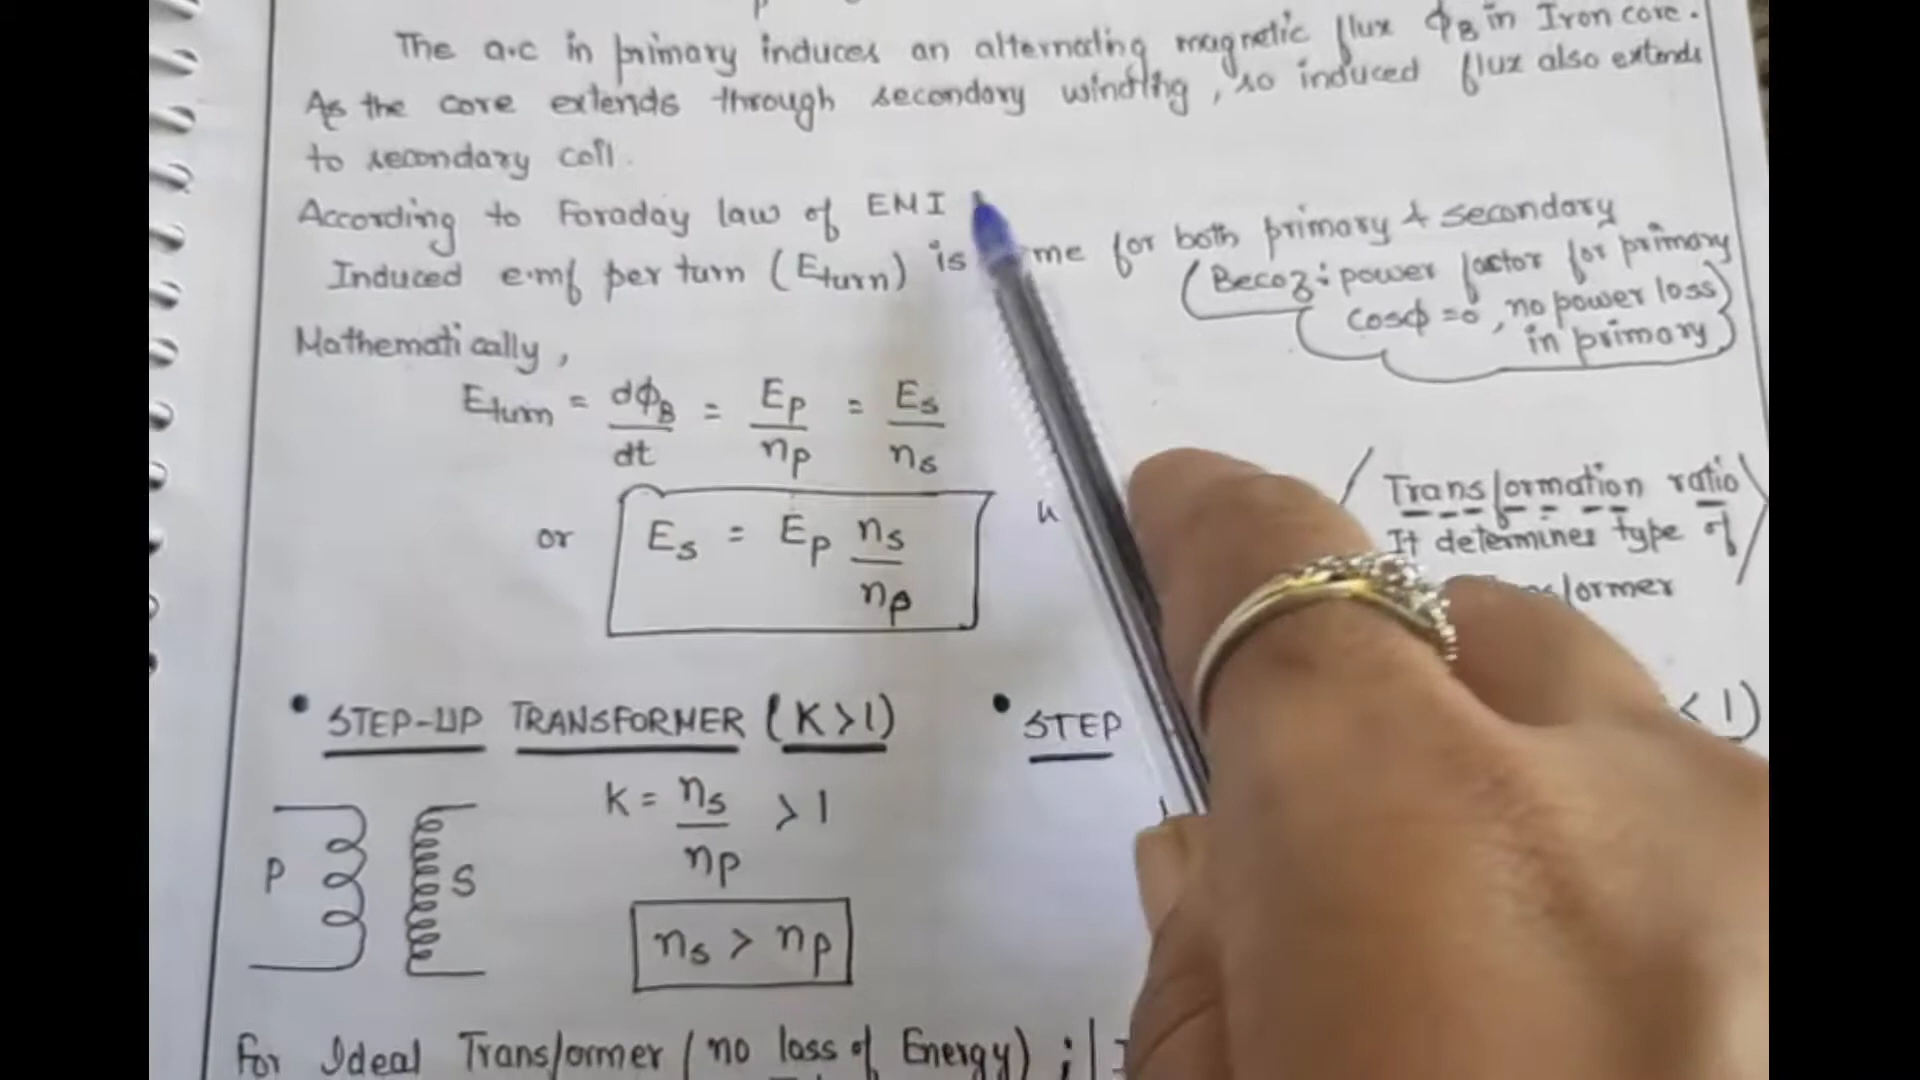 The a.c in primary induces an alternating magnetic flux ϕB in Iron core.
As the core extends through secondary winding, so induced flux also extends
to secondary coil.
According to Faraday law of EMI
Induced e.mf per turn (Eturn) is me for both primary & secondary
(Becoz: power factor for primary
cosϕ = 0, no power loss
in primary)
Mathematically,
Eturn = dϕB/dt = Ep/np = Es/ns
or Es = Ep ns/np
Transformation ratio
It determines type of
former
• STEP-UP TRANSFORMER (K>1)
• STEP < 1)
K = ns/np > 1
P S
ns > np
For Ideal Transformer (no loss of Energy) ;